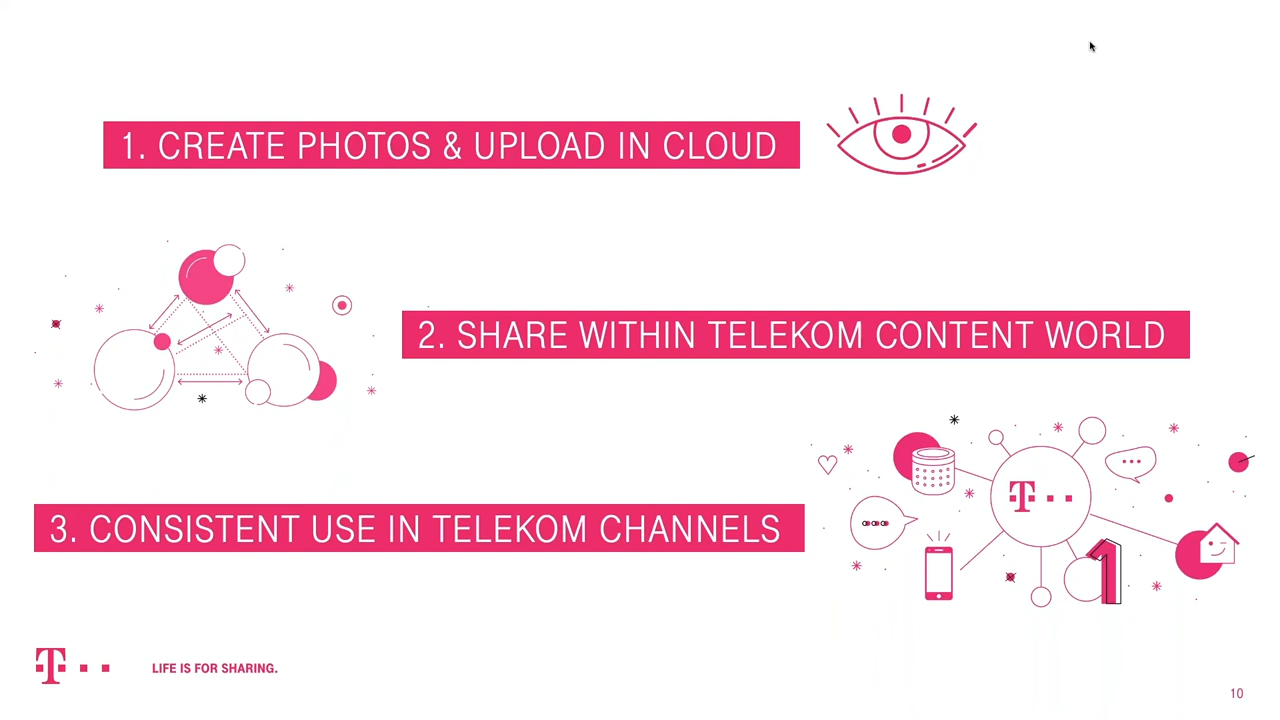 1. CREATE PHOTOS & UPLOAD IN CLOUD
2. SHARE WITHIN TELEKOM CONTENT WORLD
T
1
3. CONSISTENT USE IN TELEKOM CHANNELS
T
LIFE IS FOR SHARING.
10